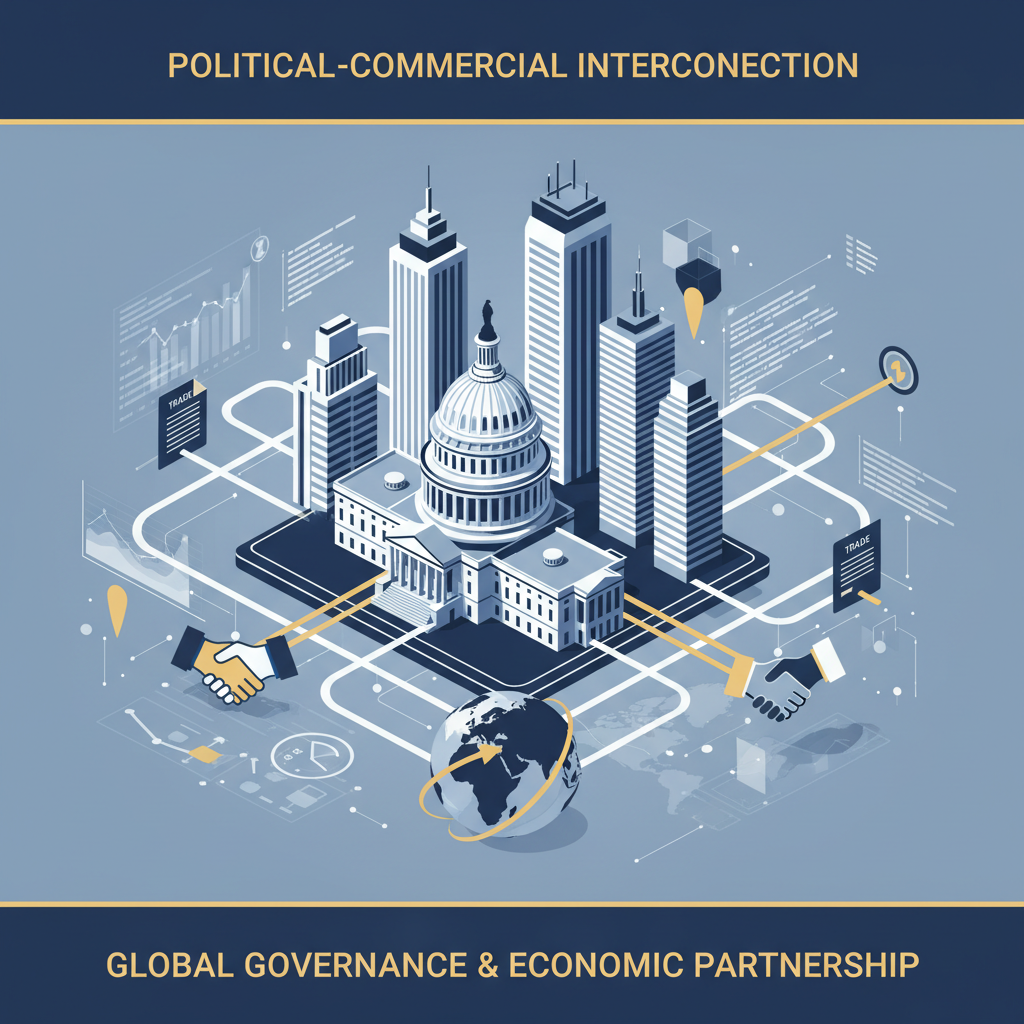 POLITICAL-COMMERCIAL INTERCONECTION
TRADE
TRADE
GLOBAL GOVERNANCE & ECONOMIC PARTNERSHIP